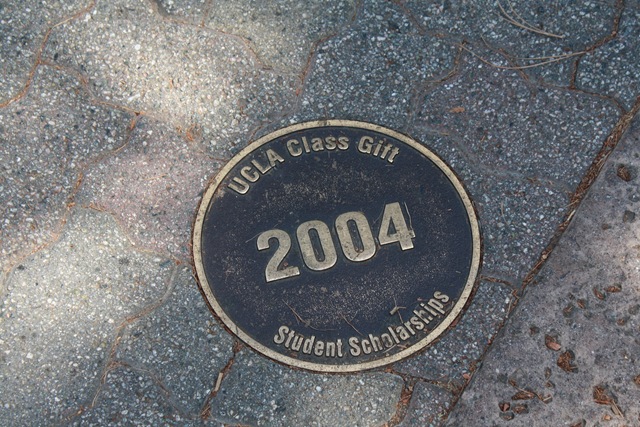 UCLA Class Gift
2004
Student Scholarships